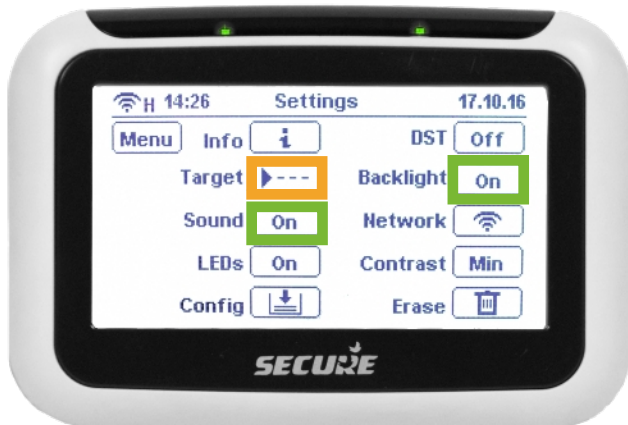 H 14:26 Settings 17.10.16
Menu Info i DST Off
Target --- Backlight On
Sound On Network
LEDs On Contrast Min
Config Erase
SECURE